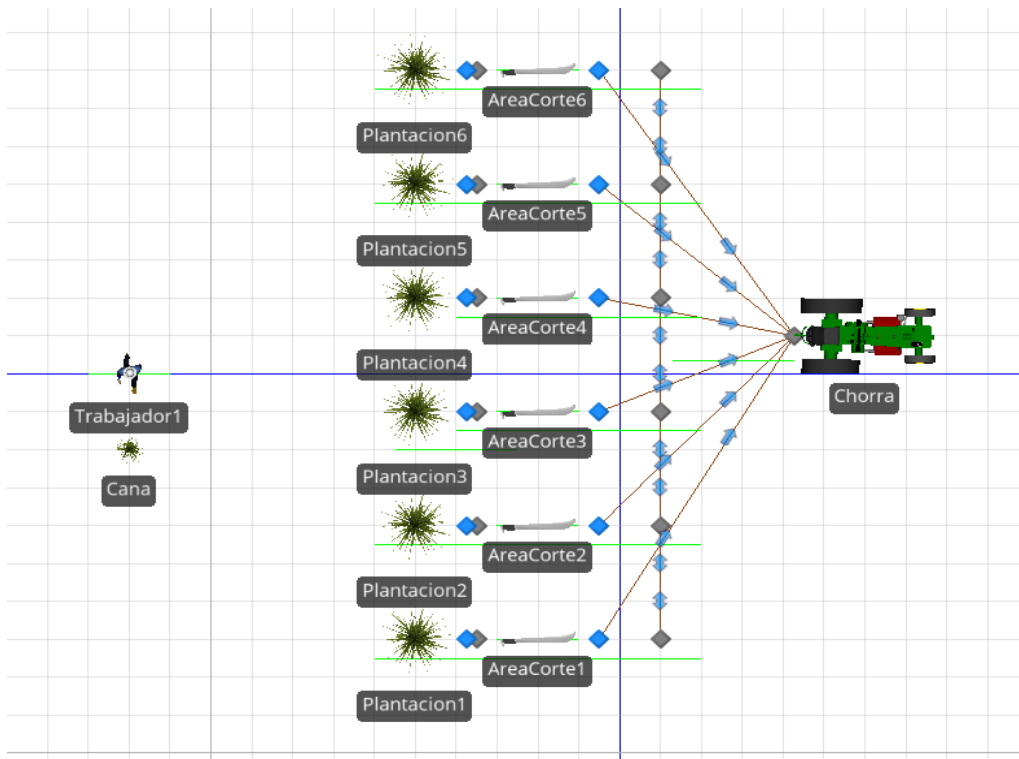 AreaCorte6
Plantacion6
AreaCorte5
Plantacion5
AreaCorte4
Plantacion4
Chorra
Trabajador1
AreaCorte3
Plantacion3
Cana
AreaCorte2
Plantacion2
AreaCorte1
Plantacion1